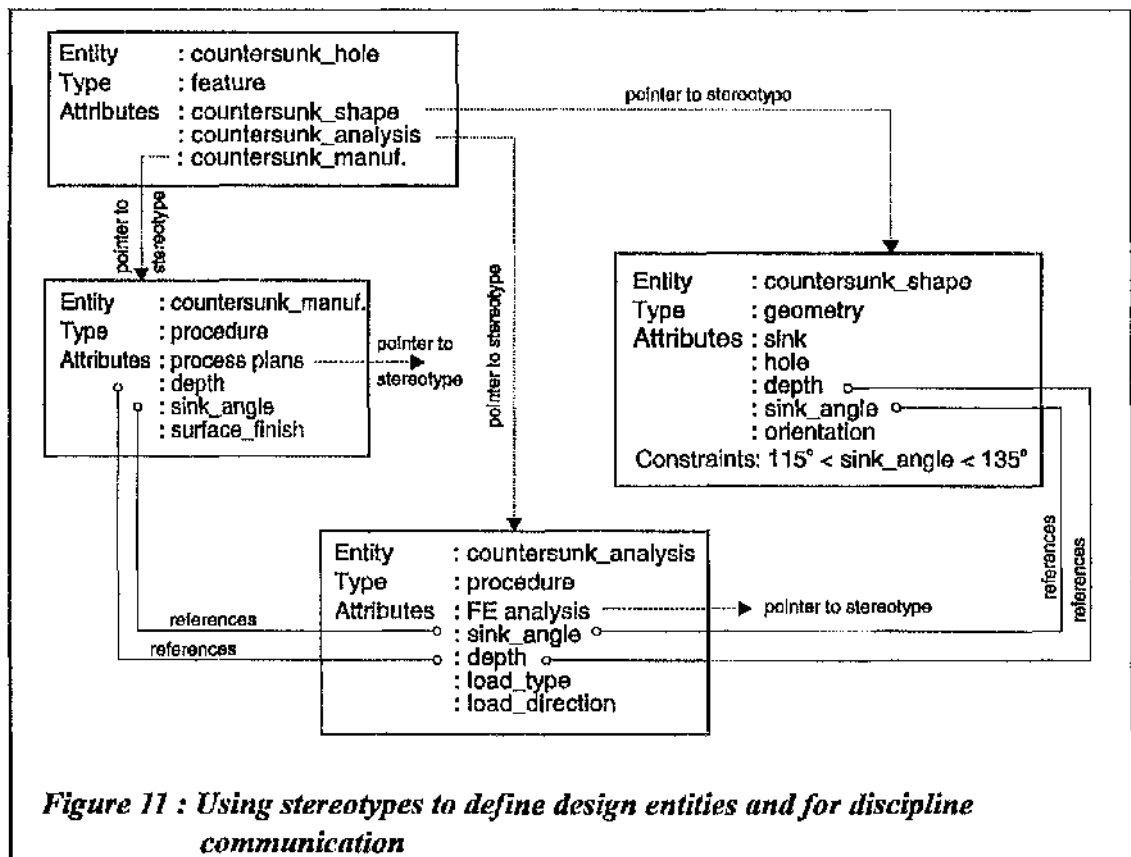 Entity : countersunk_hole
Type : feature
Attributes : countersunk_shape
: countersunk_analysis
: countersunk_manuf.
pointer to stereotype
pointer to
stereotype
pointer to stereotype
Entity : countersunk_manuf.
Type : procedure
Attributes : process plans
: depth
: sink_angle
: surface_finish
pointer to
stereotype
Entity : countersunk_shape
Type : geometry
Attributes : sink
: hole
: depth
: sink_angle
: orientation
Constraints: 115° < sink_angle < 135°
Entity : countersunk_analysis
Type : procedure
Attributes : FE analysis
: sink_angle
: depth
: load_type
: load_direction
pointer to stereotype
references
references
references
references
Figure 11 : Using stereotypes to define design entities and for discipline
communication